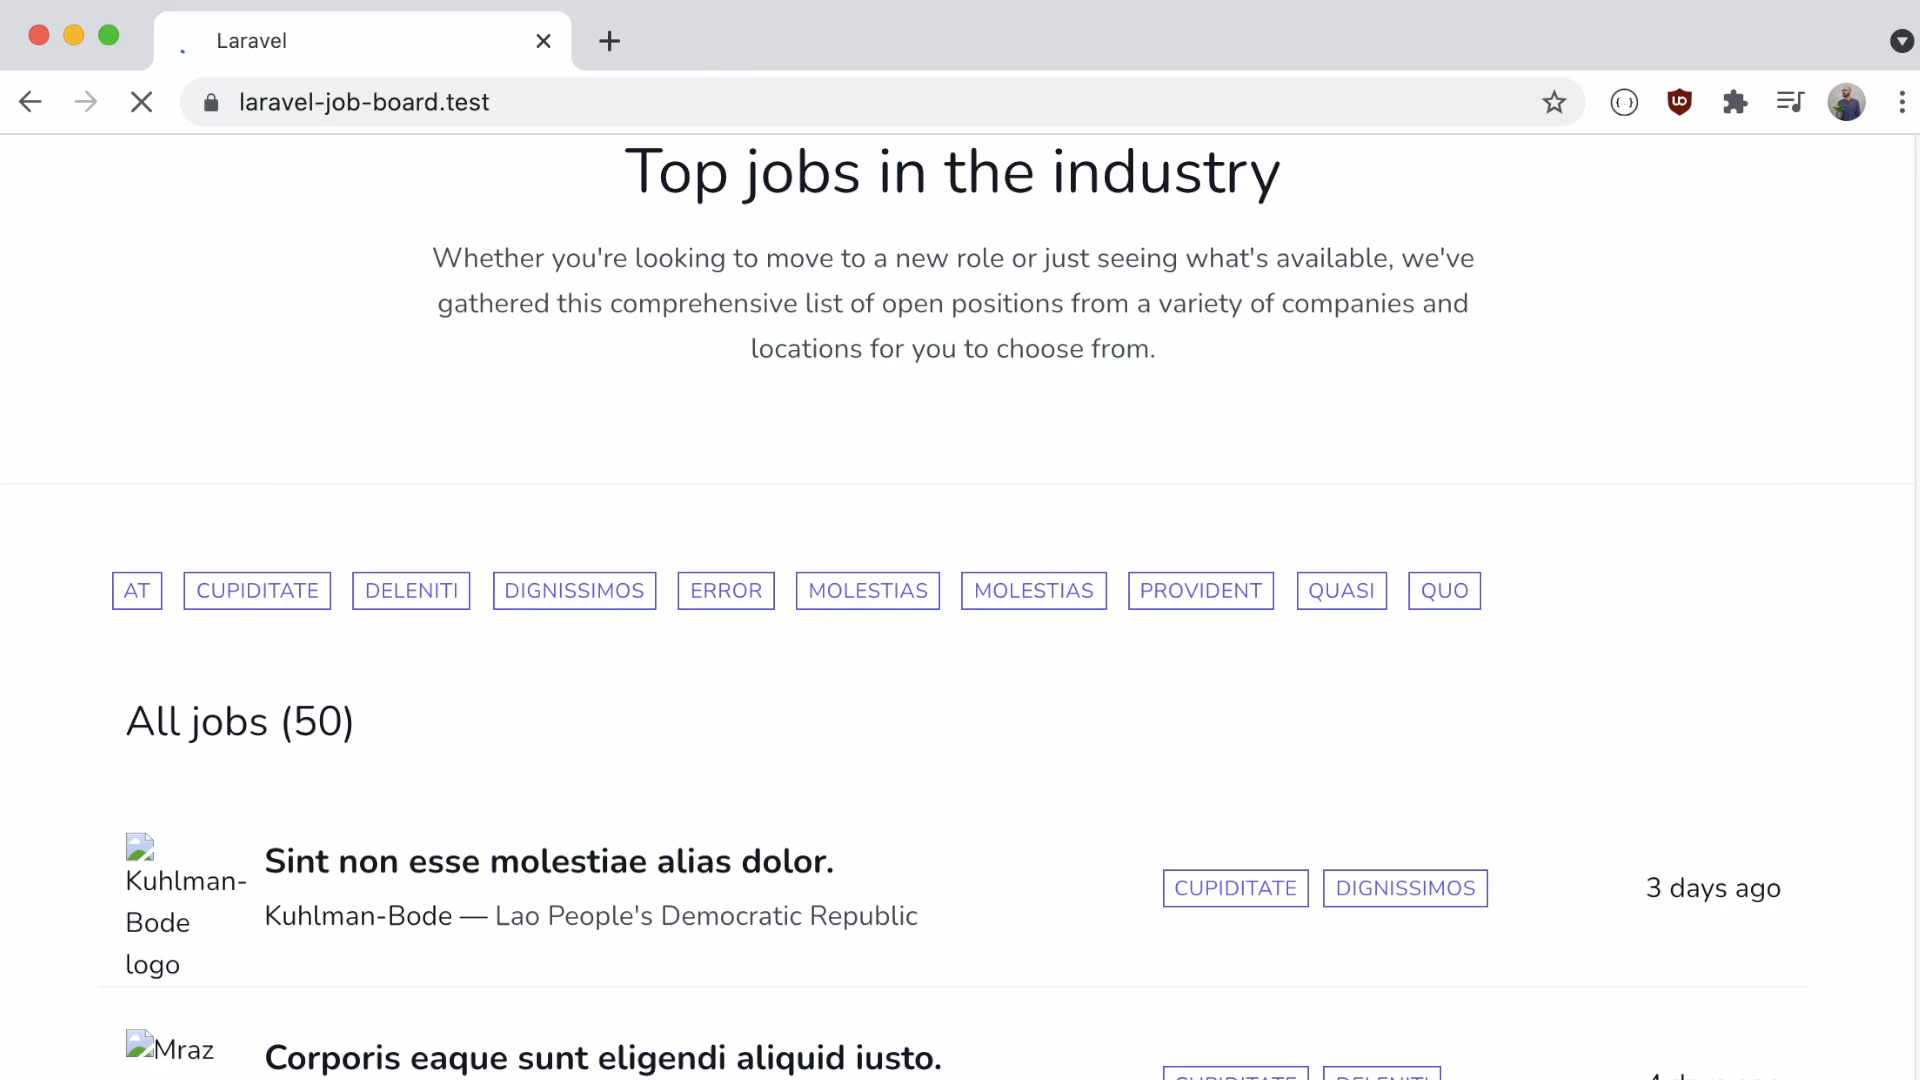 Laravel
laravel-job-board.test
Top jobs in the industry
Whether you're looking to move to a new role or just seeing what's available, we've
gathered this comprehensive list of open positions from a variety of companies and
locations for you to choose from.
AT CUPIDITATE DELENITI DIGNISSIMOS ERROR MOLESTIAS MOLESTIAS PROVIDENT QUASI QUO
All jobs (50)
Kuhlman-
Bode
logo
Sint non esse molestiae alias dolor.
Kuhlman-Bode — Lao People's Democratic Republic
CUPIDITATE DIGNISSIMOS
3 days ago
Mraz
Corporis eaque sunt eligendi aliquid iusto.
CUPIDITATE DELENITI
4 days ago